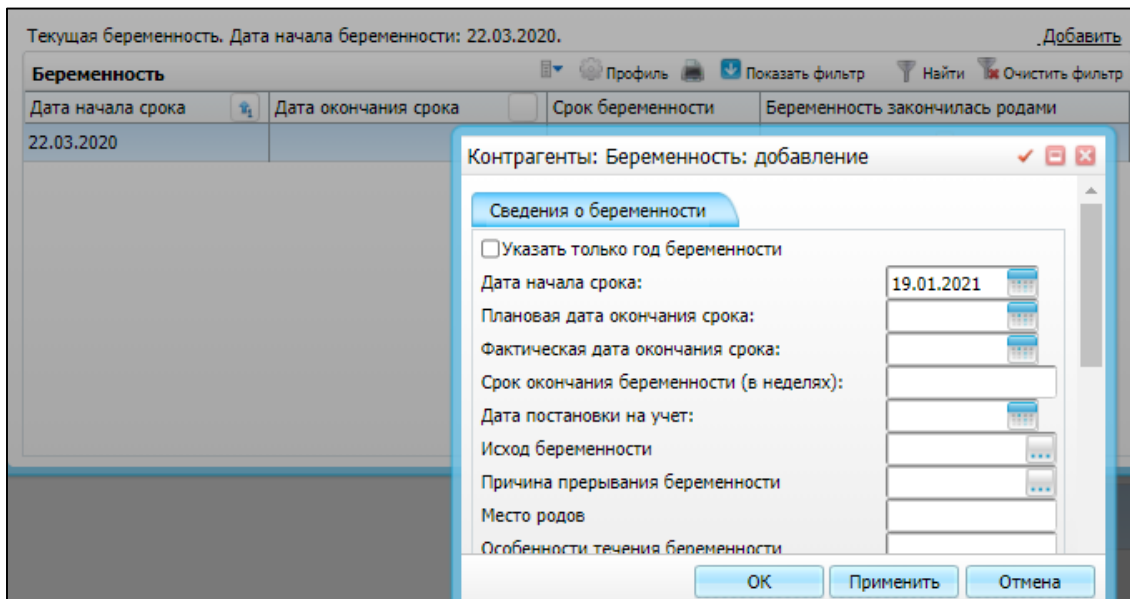 Текущая беременность. Дата начала беременности: 22.03.2020. Добавить
Беременность Профиль Показать фильтр Найти Очистить фильтр
Дата начала срока Дата окончания срока Срок беременности Беременность закончилась родами
22.03.2020
Контрагенты: Беременность: добавление
Сведения о беременности
Указать только год беременности
Дата начала срока: 19.01.2021
Плановая дата окончания срока:
Фактическая дата окончания срока:
Срок окончания беременности (в неделях):
Дата постановки на учет:
Исход беременности ...
Причина прерывания беременности ...
Место родов
Особенности течения беременности
ОК Применить Отмена